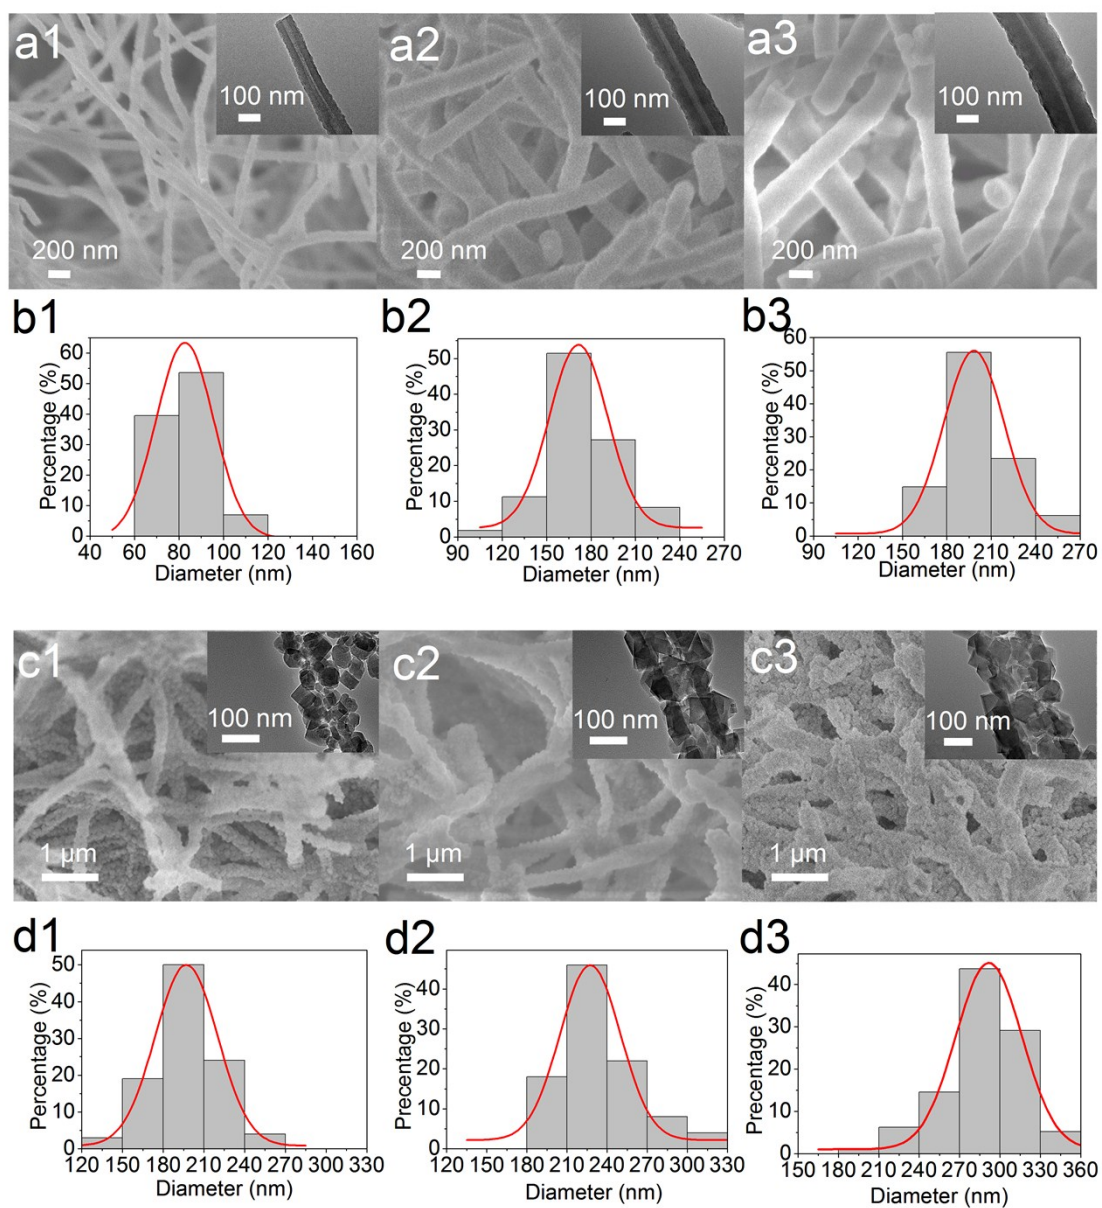 a1
100 nm
200 nm
a2
100 nm
200 nm
a3
100 nm
200 nm
b1
Percentage (%)
60
50
40
30
20
10
0
40 60 80 100 120 140 160
Diameter (nm)
b2
Percentage (%)
50
40
30
20
10
0
90 120 150 180 210 240 270
Diameter (nm)
b3
Percentage (%)
60
50
40
30
20
10
0
90 120 150 180 210 240 270
Diameter (nm)
c1
100 nm
1 µm
c2
100 nm
1 µm
c3
100 nm
1 µm
d1
Percentage (%)
50
40
30
20
10
0
120 150 180 210 240 270 300 330
Diameter (nm)
d2
Precentage (%)
40
30
20
10
0
120 150 180 210 240 270 300 330
Diameter (nm)
d3
Precentage (%)
40
30
20
10
0
150 180 210 240 270 300 330 360
Diameter (nm)